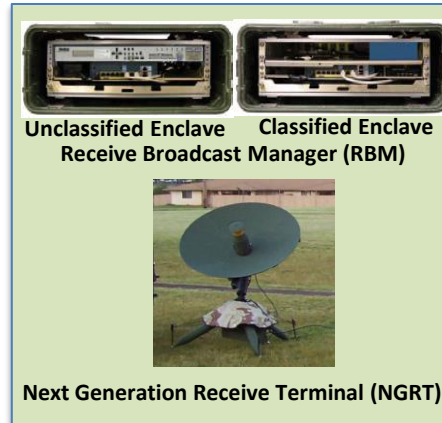 Unclassified Enclave Classified Enclave
Receive Broadcast Manager (RBM)
Next Generation Receive Terminal (NGRT)